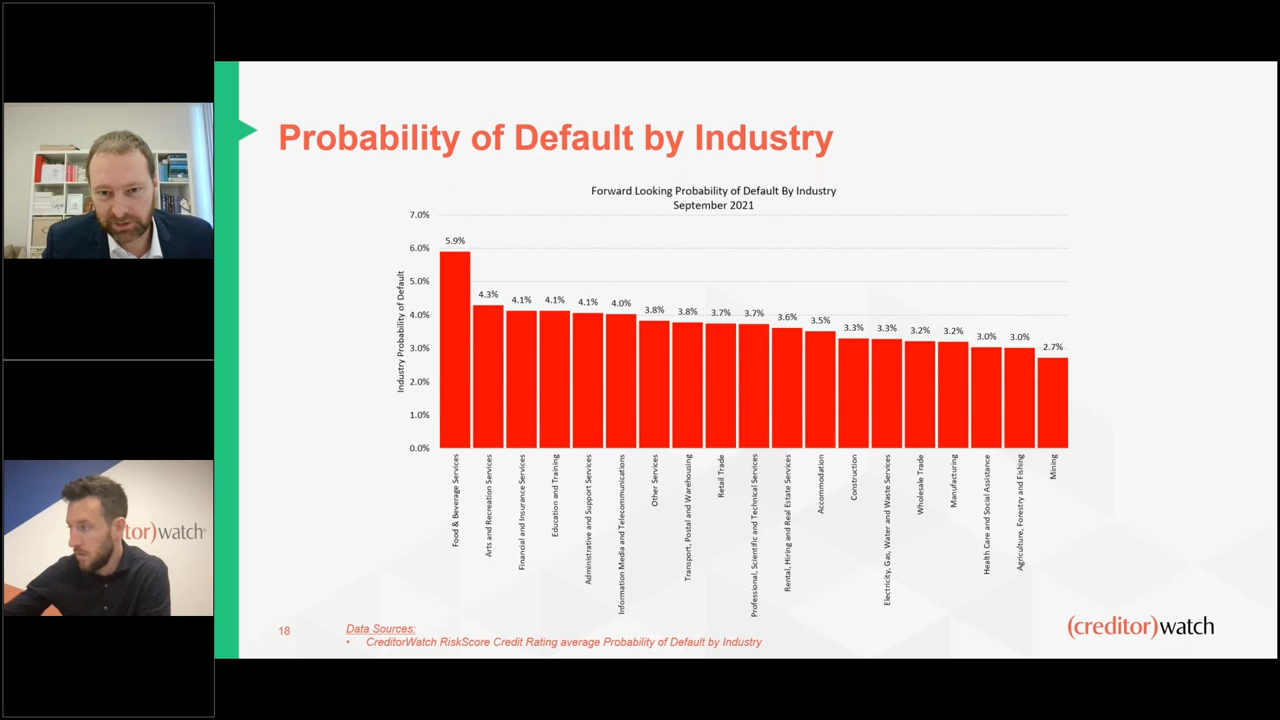 Probability of Default by Industry
Forward Looking Probability of Default By Industry
September 2021
Industry Probability of Default
7.0%
6.0%
5.0%
4.0%
3.0%
2.0%
1.0%
0.0%
5.9%
4.3%
4.1%
4.1%
4.1%
4.0%
3.8%
3.8%
3.7%
3.7%
3.6%
3.5%
3.3%
3.3%
3.2%
3.2%
3.0%
3.0%
2.7%
Food & Beverage Services
Arts and Recreation Services
Financial and Insurance Services
Education and Training
Administrative and Support Services
Information Media and Telecommunications
Other Services
Transport, Postal and Warehousing
Retail Trade
Professional, Scientific and Technical Services
Rental, Hiring and Real Estate Services
Accommodation
Construction
Electricity, Gas, Water and Waste Services
Wholesale Trade
Manufacturing
Health Care and Social Assistance
Agriculture, Forestry and Fishing
Mining
18
Data Sources:
• CreditorWatch RiskScore Credit Rating average Probability of Default by Industry
(creditor)watch
tor)watch®